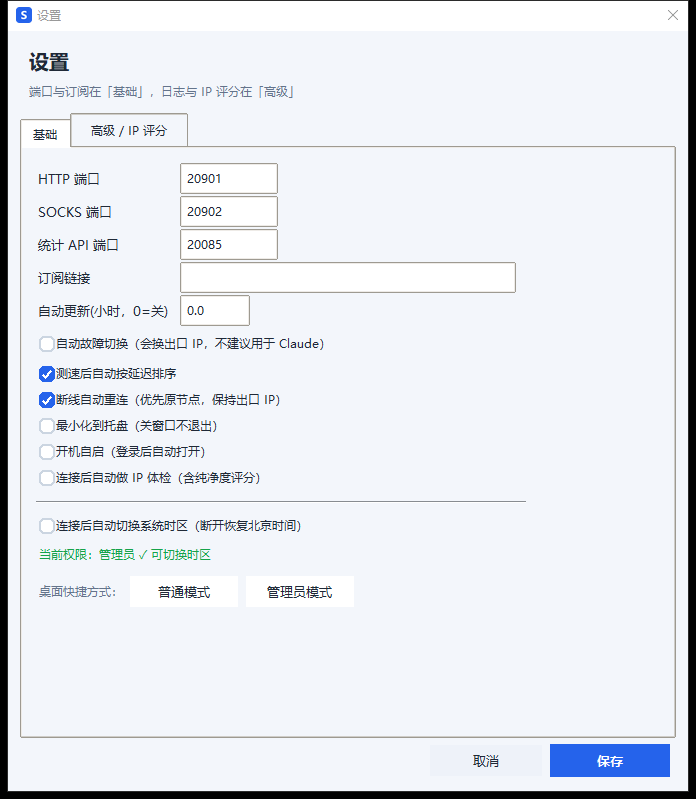 S 设置
设置
端口与订阅在「基础」，日志与 IP 评分在「高级」
基础 高级 / IP 评分
HTTP 端口 20901
SOCKS 端口 20902
统计 API 端口 20085
订阅链接
自动更新(小时，0=关) 0.0
自动故障切换（会换出口 IP，不建议用于 Claude）
测速后自动按延迟排序
断线自动重连（优先原节点，保持出口 IP）
最小化到托盘（关窗口不退出）
开机自启（登录后自动打开）
连接后自动做 IP 体检（含纯净度评分）
连接后自动切换系统时区（断开恢复北京时间）
当前权限：管理员 ✓ 可切换时区
桌面快捷方式： 普通模式 管理员模式
取消 保存